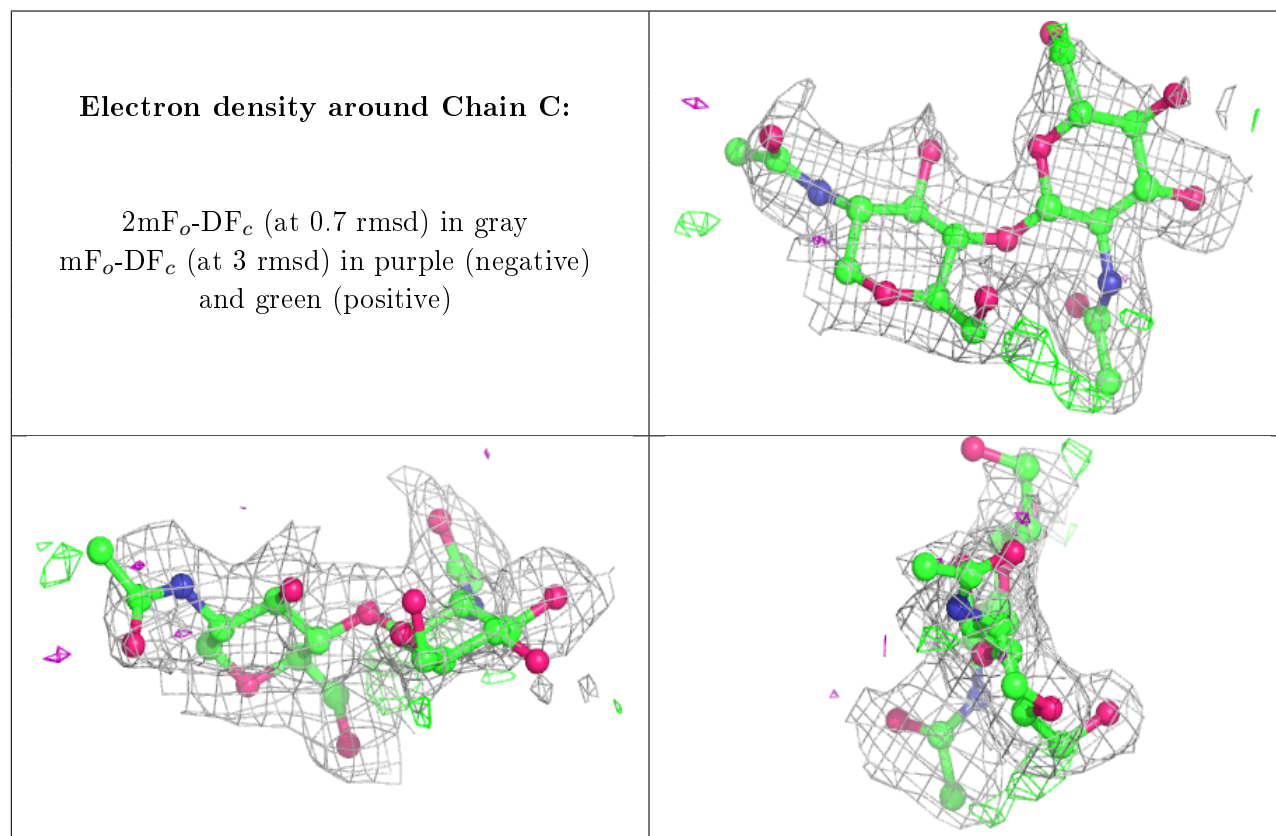 Electron density around Chain C:
2mFₒ-DF𝒸 (at 0.7 rmsd) in gray
mFₒ-DF𝒸 (at 3 rmsd) in purple (negative)
and green (positive)